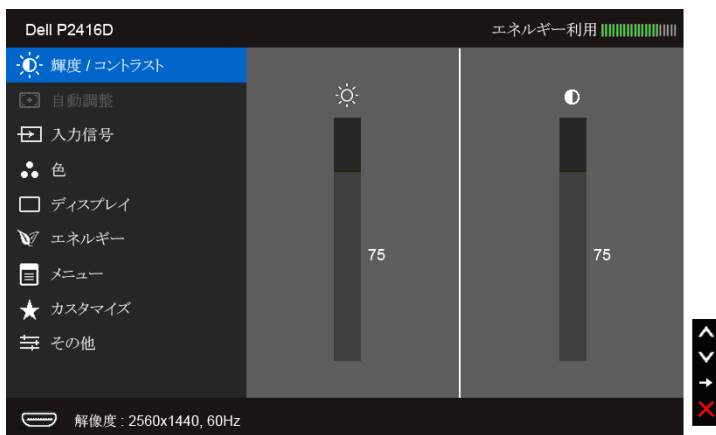 Dell P2416D
エネルギー利用
輝度 / コントラスト
自動調整
入力信号
色
ディスプレイ
エネルギー
メニュー
カスタマイズ
その他
75
75
解像度 : 2560x1440, 60Hz